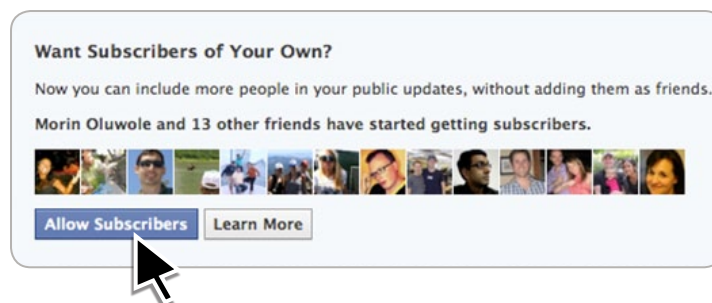 Want Subscribers of Your Own?
Now you can include more people in your public updates, without adding them as friends.
Morin Oluwole and 13 other friends have started getting subscribers.
Allow Subscribers
Learn More